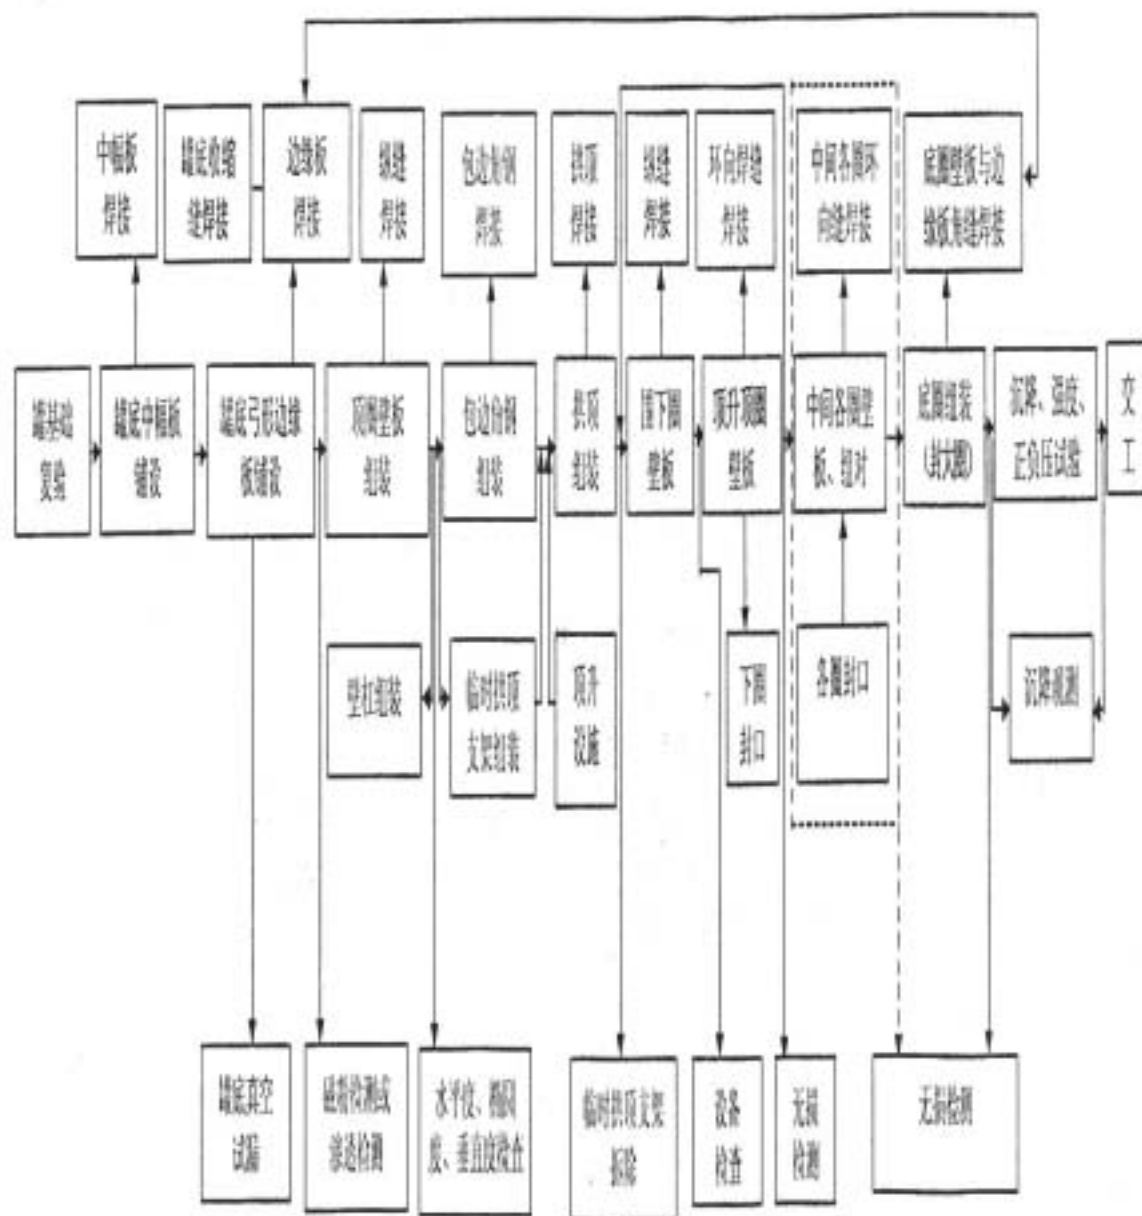 中幅板
焊接
罐底收缩
缝焊接
边缘板
焊接
纵缝
焊接
包边角钢
焊接
拱顶
焊接
纵缝
焊接
环向焊缝
焊接
中间各圈环
向缝焊接
底圈壁板与边
缘板角缝焊接
罐基础
复验
罐底中幅板
铺设
罐底弓形边缘
板铺设
顶圈壁板
组装
包边角钢
组装
拱顶
组装
下圈
壁板
顶升顶圈
壁板
中间各圈壁
板、组对
底圈组装
沉降、强度、
正负压试验
交
工
组装
临时拱顶
支架组装
顶升
设施
下圈
封口
各圈封口
沉降观测
罐底真空
试漏
磁粉检测或
渗透检测
水平度、椭圆
度、垂直度检查
临时拱顶支架
拆除
设备
检查
无损
检测
无损检测